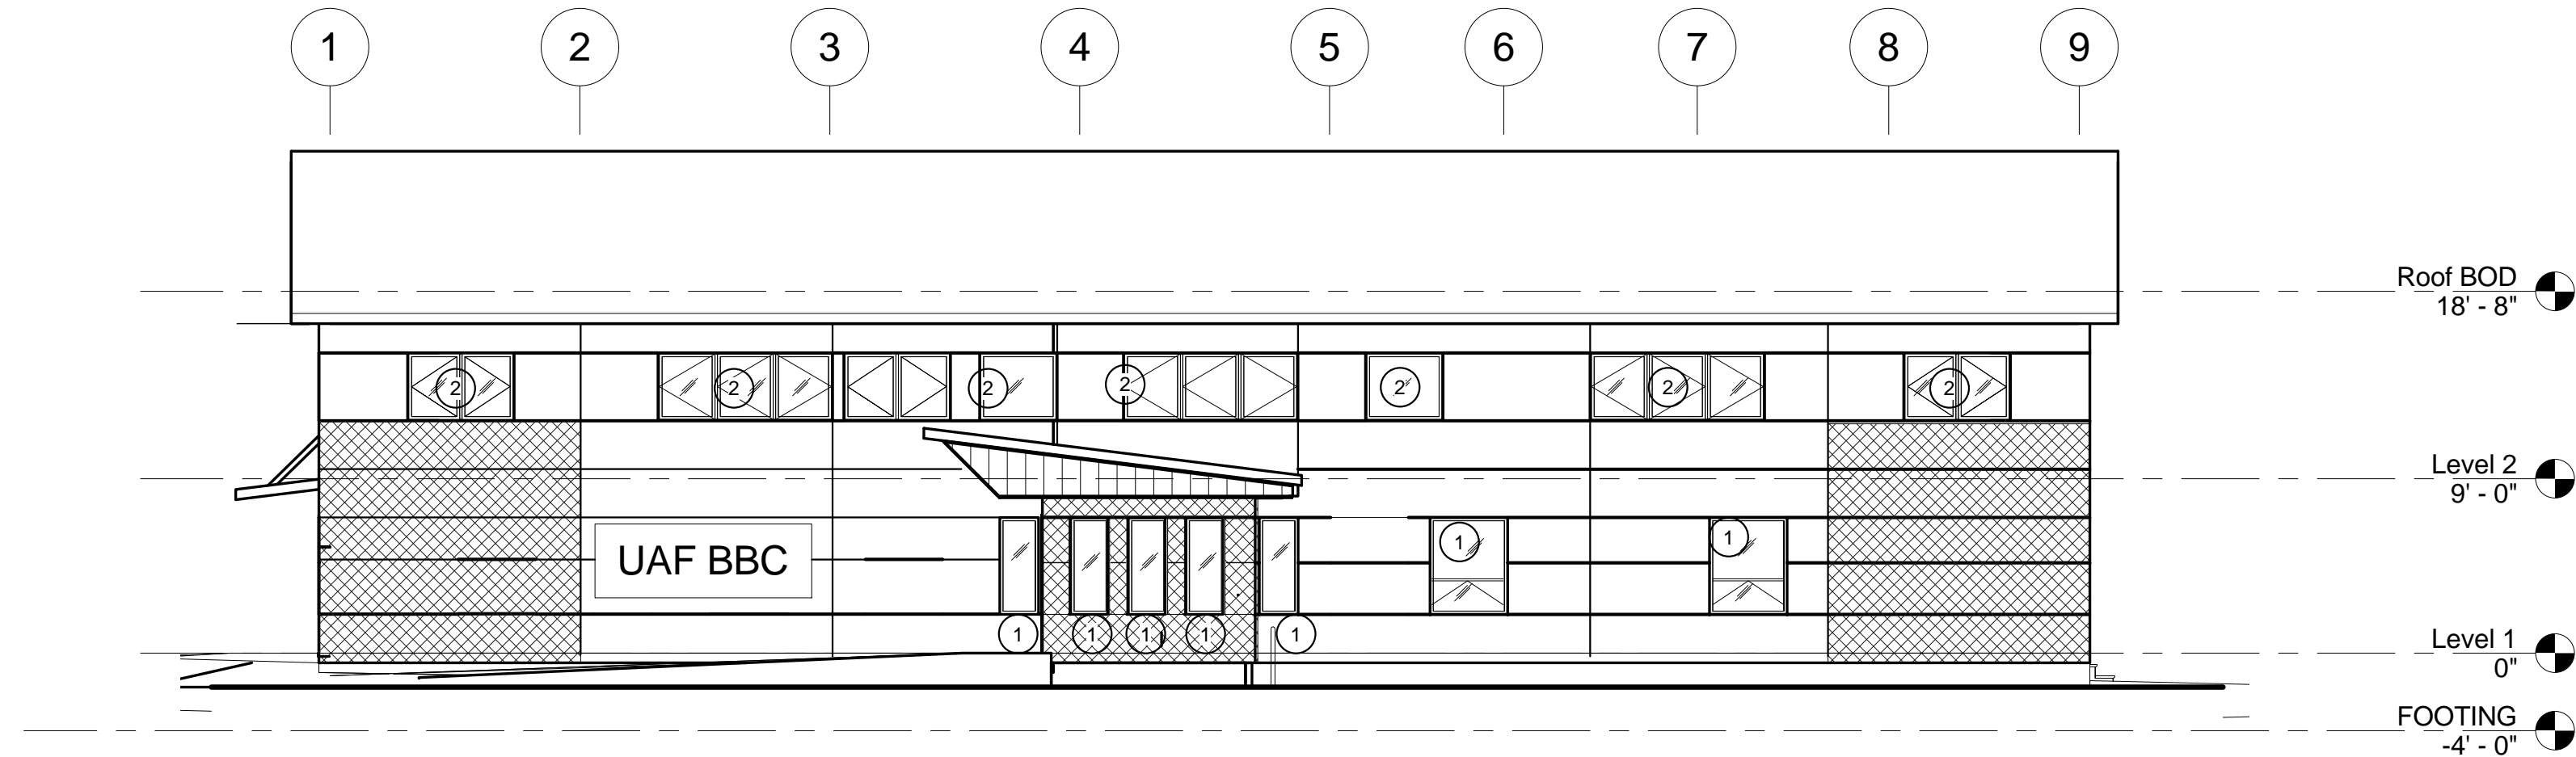 1 2 3 4 5 6 7 8 9
Roof BOD
18' - 8"
2 2 2 2 2 2 2
Level 2
9' - 0"
1 1
UAF BBC
1 1 1 1 1
Level 1
0"
FOOTING
-4' - 0"